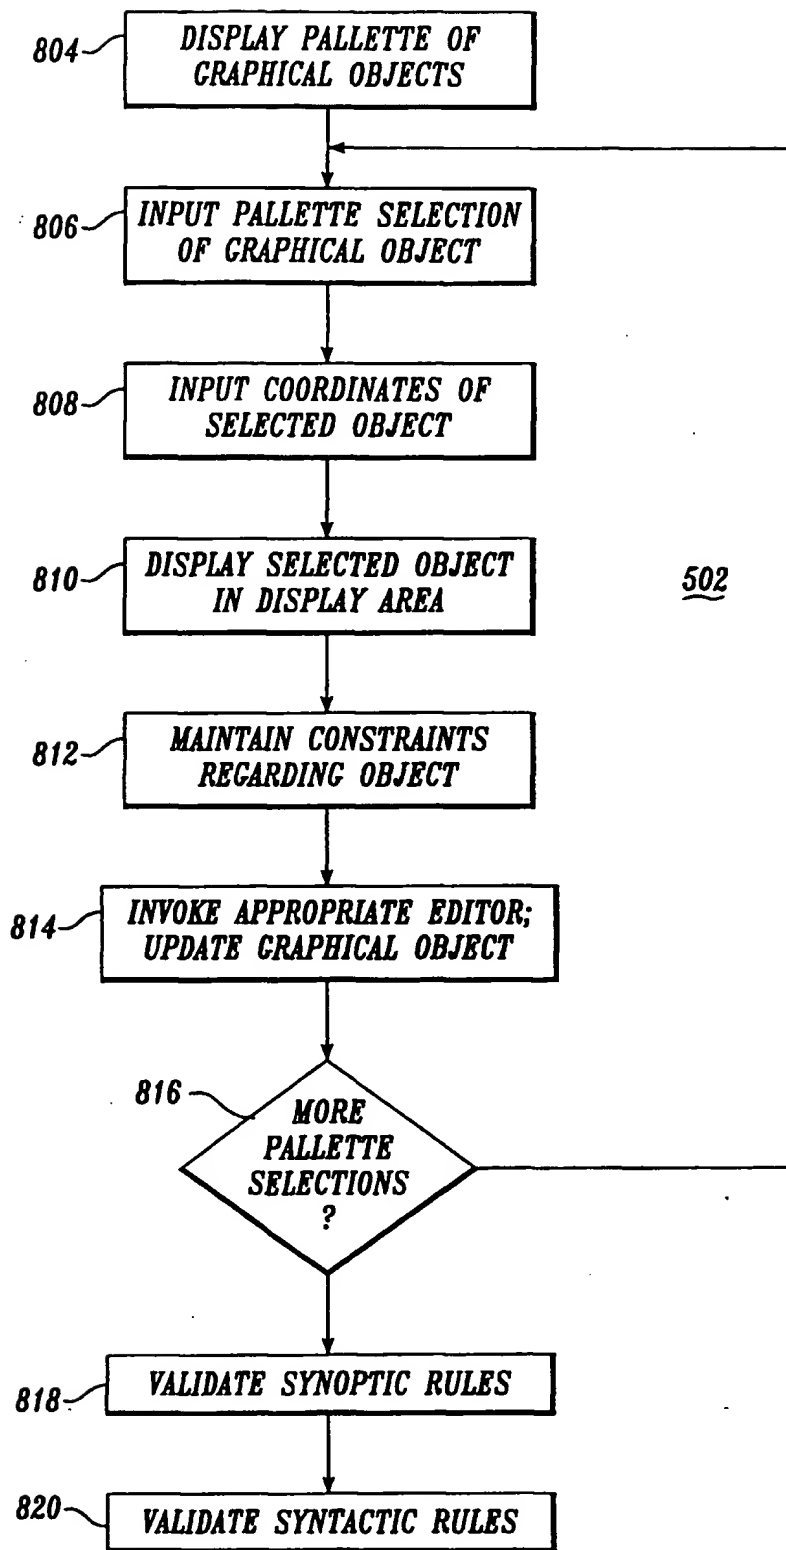 804
DISPLAY PALLETTE OF
GRAPHICAL OBJECTS
806
INPUT PALLETTE SELECTION
OF GRAPHICAL OBJECT
808
INPUT COORDINATES OF
SELECTED OBJECT
810
DISPLAY SELECTED OBJECT
IN DISPLAY AREA
502
812
MAINTAIN CONSTRAINTS
REGARDING OBJECT
814
INVOKE APPROPRIATE EDITOR;
UPDATE GRAPHICAL OBJECT
816
MORE
PALLETTE
SELECTIONS
?
818
VALIDATE SYNOPTIC RULES
820
VALIDATE SYNTACTIC RULES